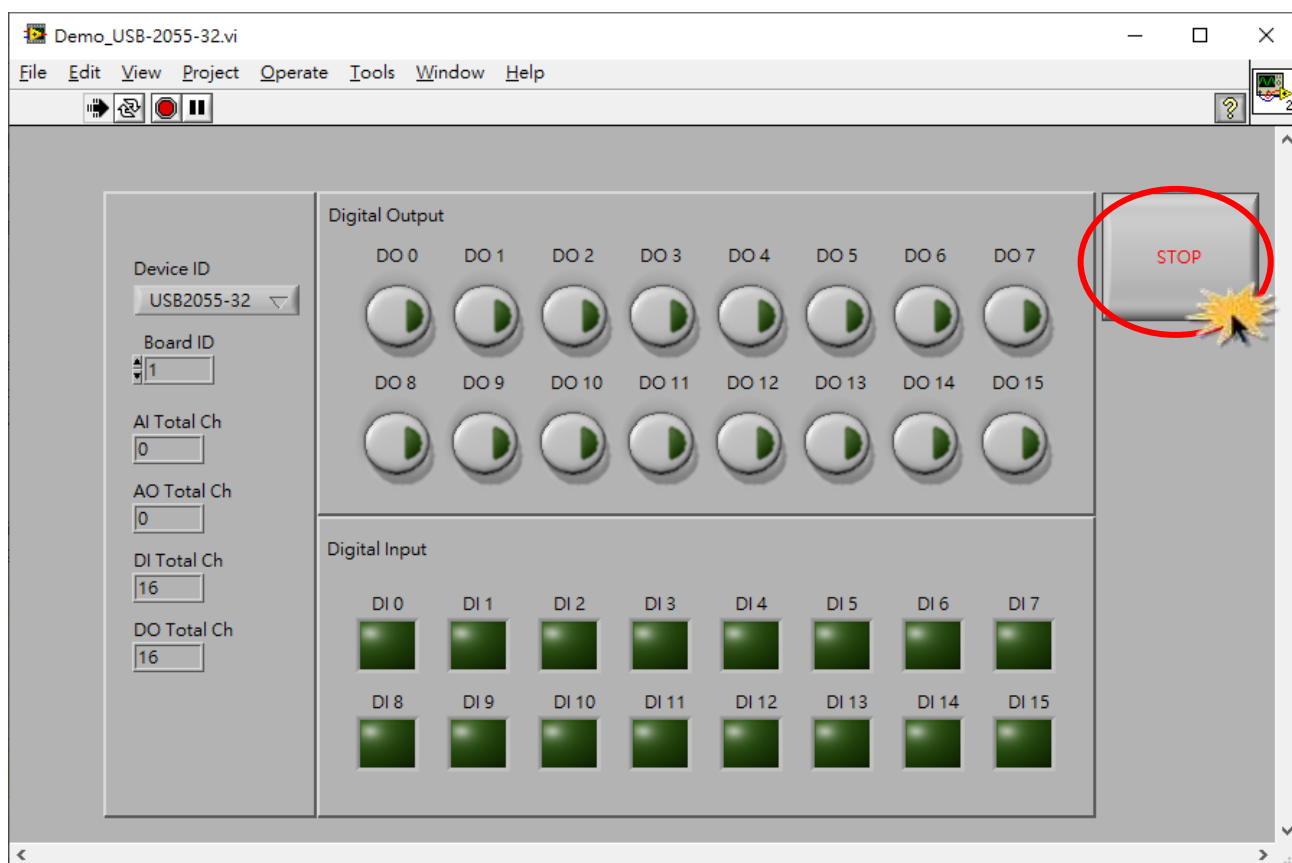 Demo_USB-2055-32.vi
File Edit View Project Operate Tools Window Help
2
Digital Output
DO 0 DO 1 DO 2 DO 3 DO 4 DO 5 DO 6 DO 7
STOP
Device ID
USB2055-32
Board ID
1
DO 8 DO 9 DO 10 DO 11 DO 12 DO 13 DO 14 DO 15
AI Total Ch
0
AO Total Ch
0
Digital Input
DI Total Ch
16
DI 0 DI 1 DI 2 DI 3 DI 4 DI 5 DI 6 DI 7
DO Total Ch
16
DI 8 DI 9 DI 10 DI 11 DI 12 DI 13 DI 14 DI 15